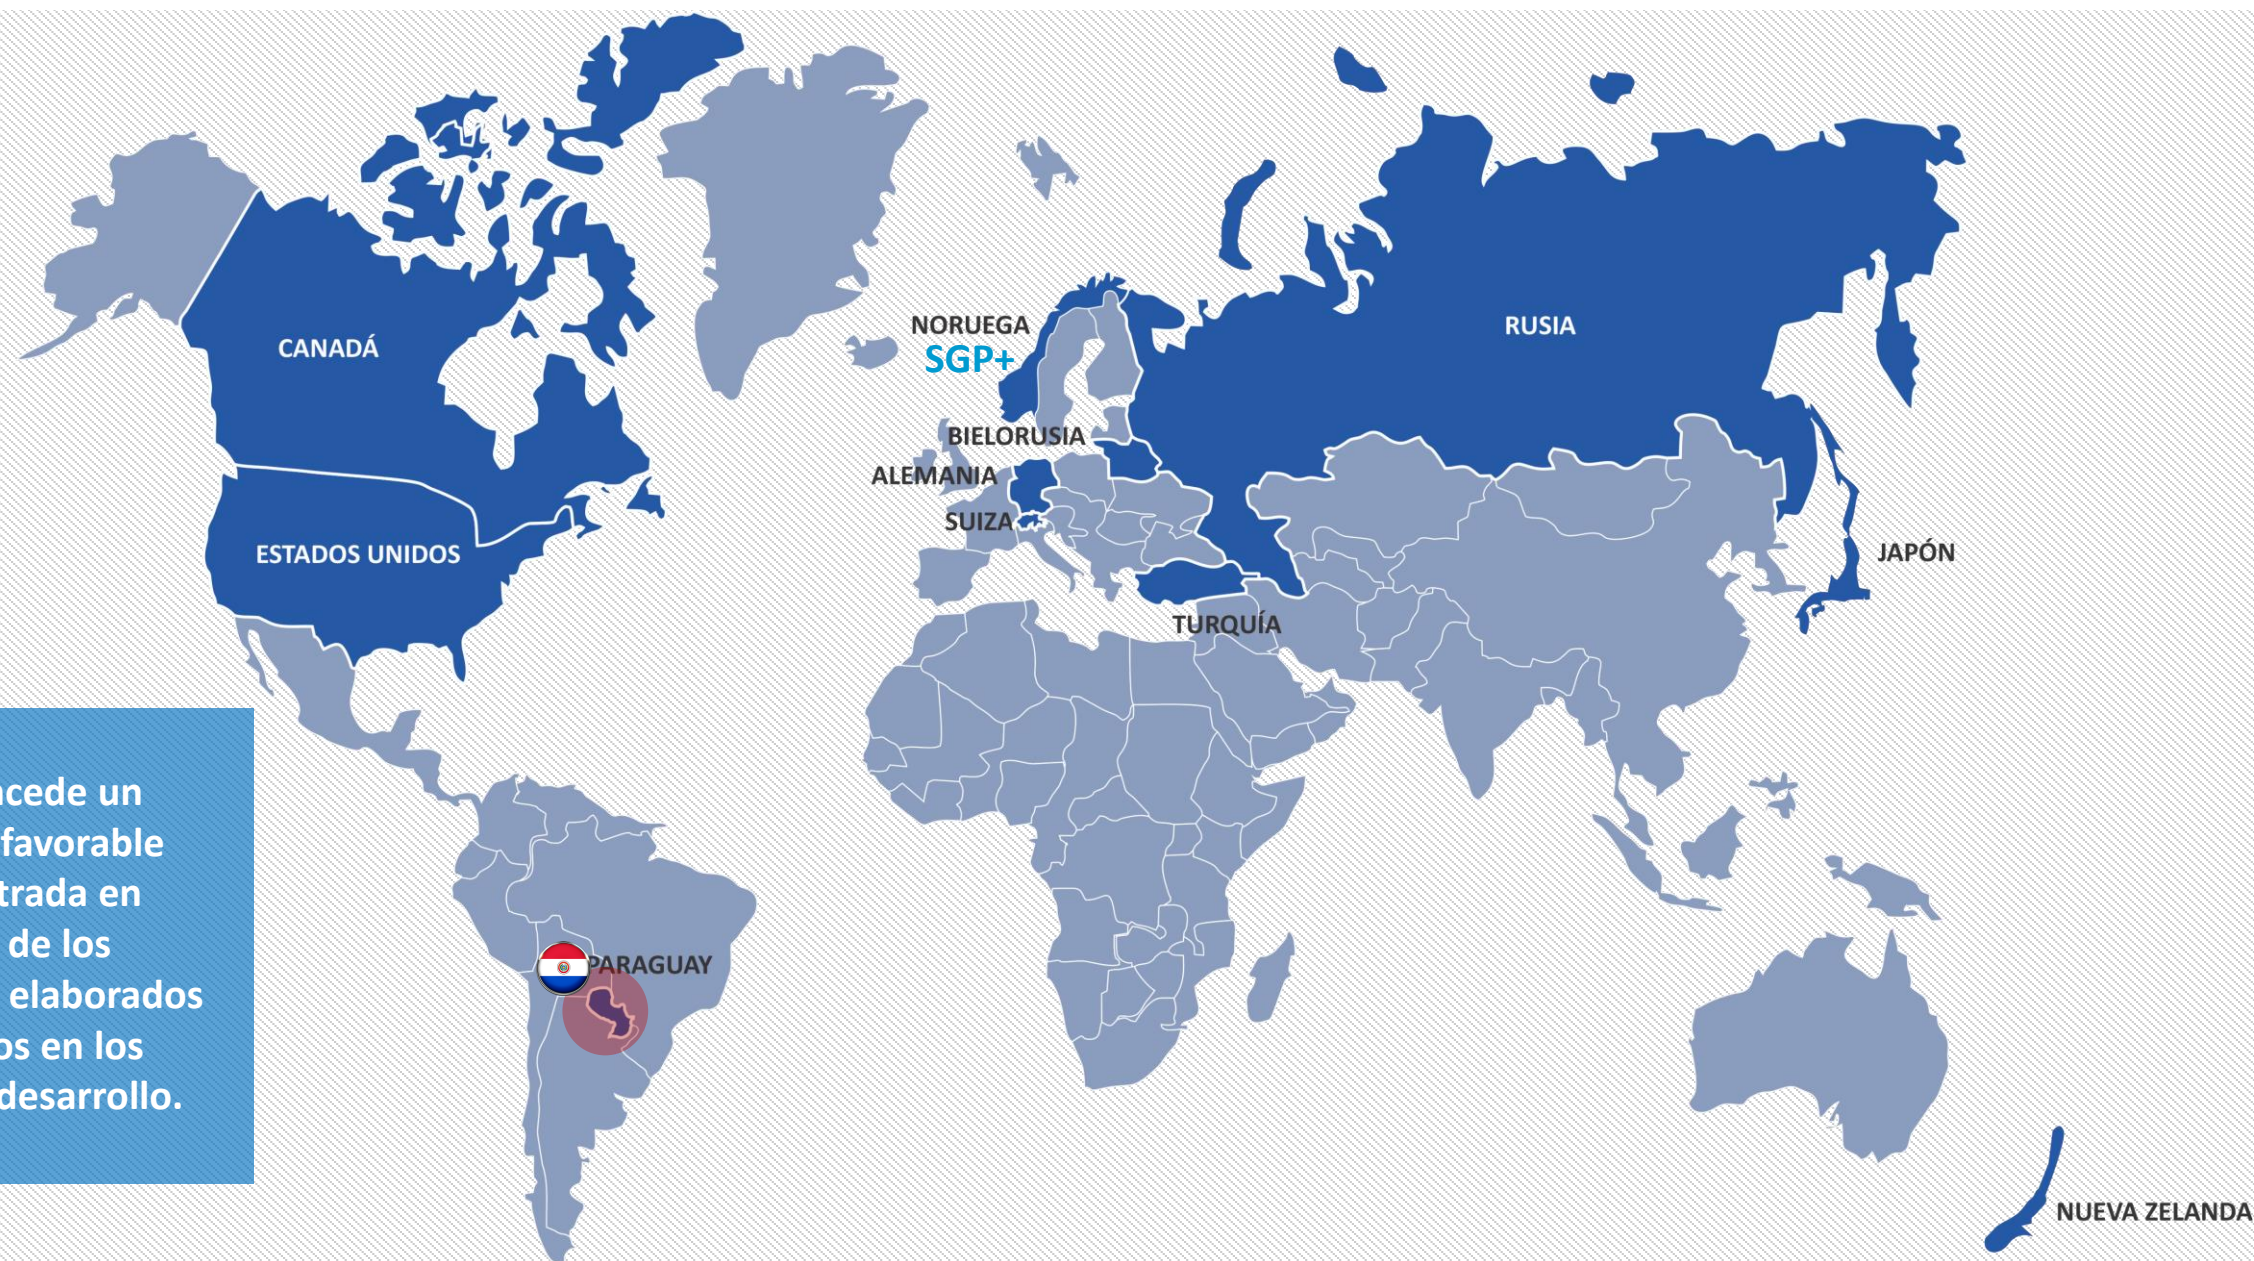 NORUEGA
SGP+
RUSIA
CANADÁ
BIELORUSIA
ALEMANIA
SUIZA
ESTADOS UNIDOS
JAPÓN
TURQUÍA
cede un
favorable
trada en
de los
PARAGUAY
elaborados
os en los
desarrollo.
NUEVA ZELANDA